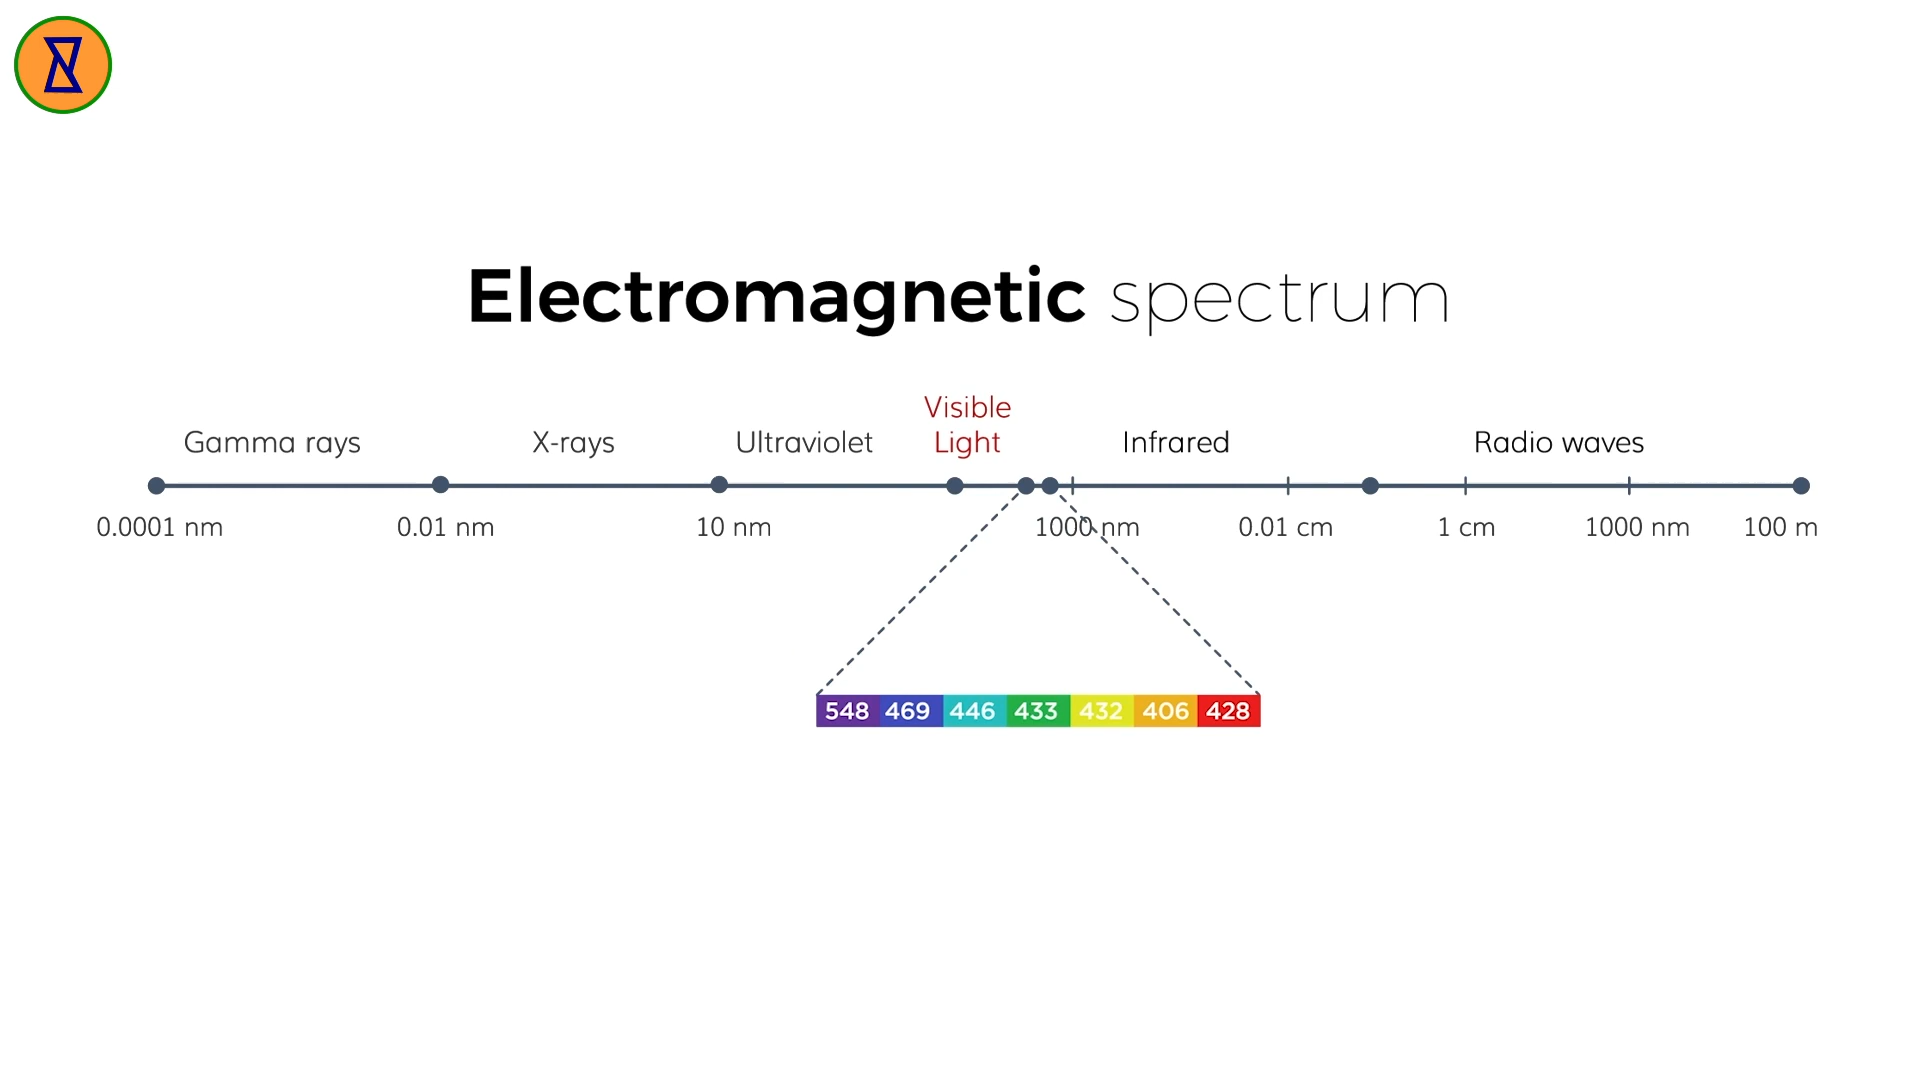 Electromagnetic spectrum
Visible
Light
Gamma rays X-rays Ultraviolet Infrared Radio waves
0.0001 nm 0.01 nm 10 nm 1000 nm 0.01 cm 1 cm 1000 nm 100 m
548 469 446 433 432 406 428